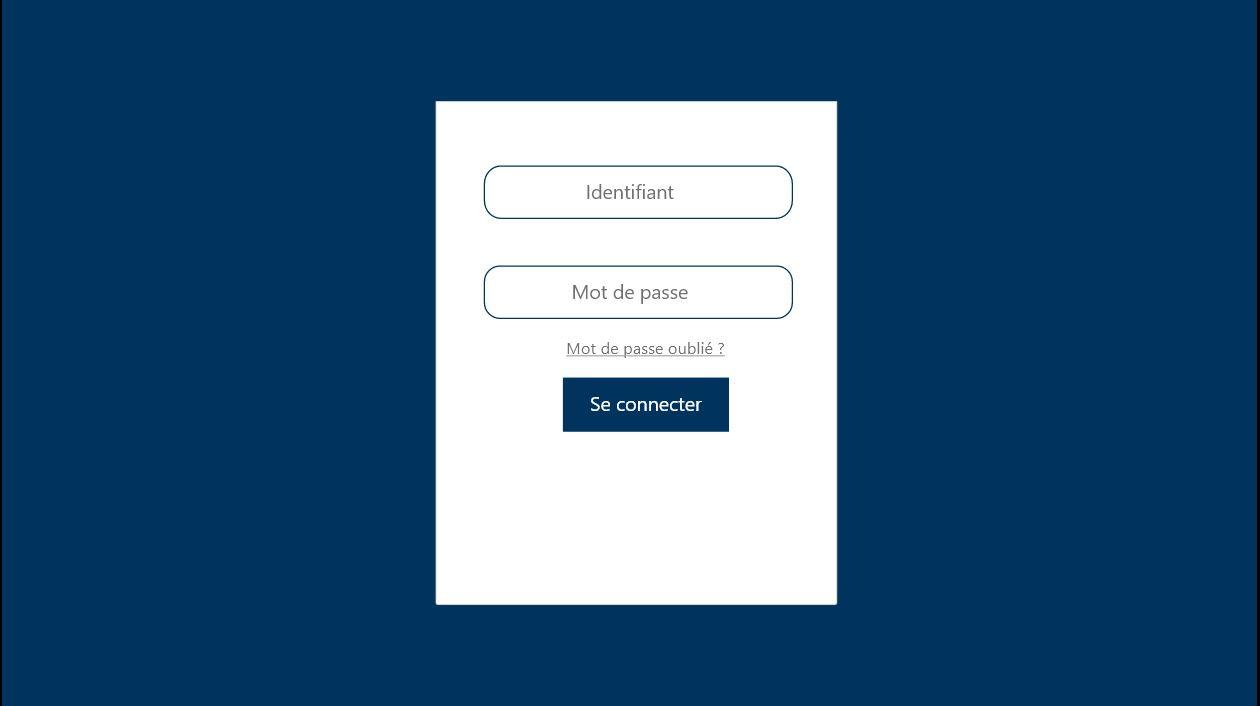 Identifiant
Mot de passe
Mot de passe oublié ?
Se connecter